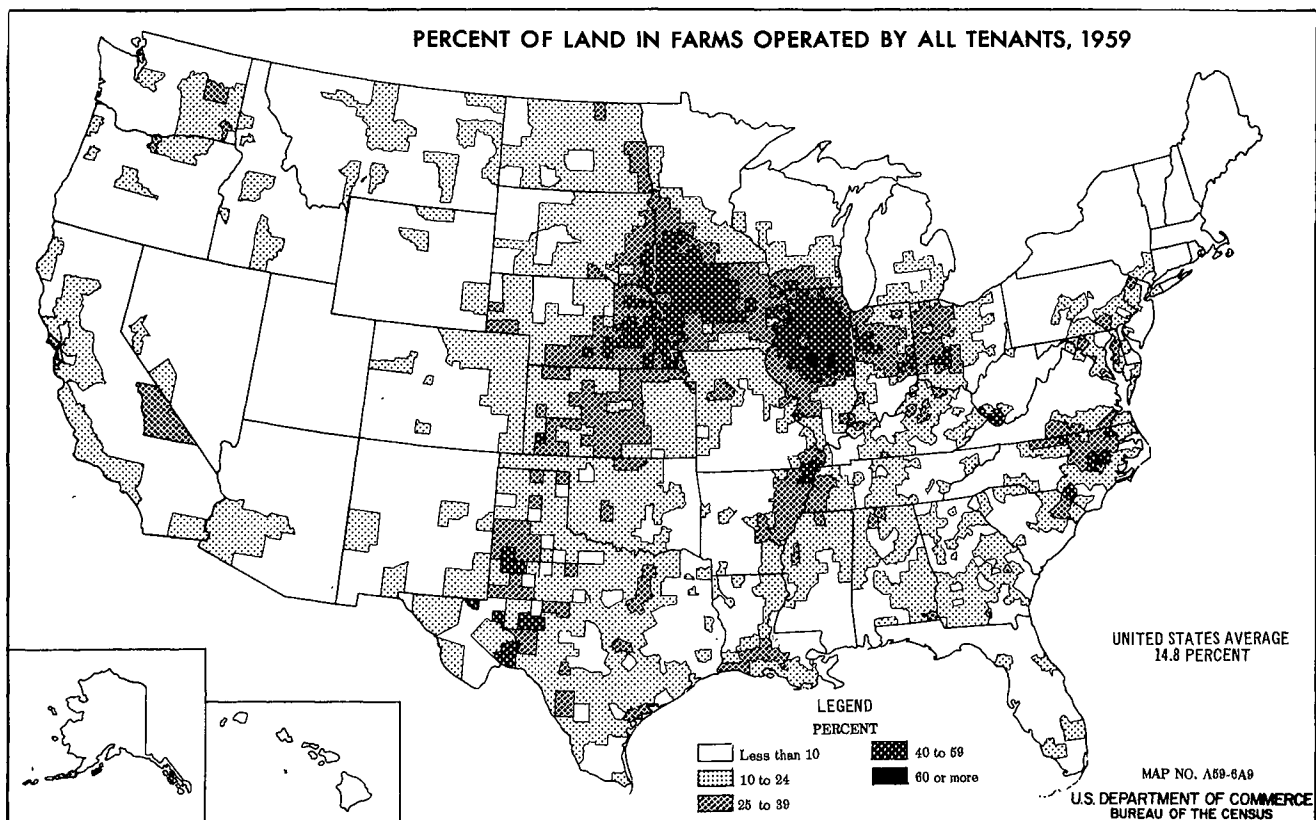 PERCENT OF LAND IN FARMS OPERATED BY ALL TENANTS, 1959
UNITED STATES AVERAGE
14.8 PERCENT
LEGEND
PERCENT
Less than 10
10 to 24
25 to 39
40 to 59
60 or more
MAP NO. A59-6A9
U.S. DEPARTMENT OF COMMERCE
BUREAU OF THE CENSUS